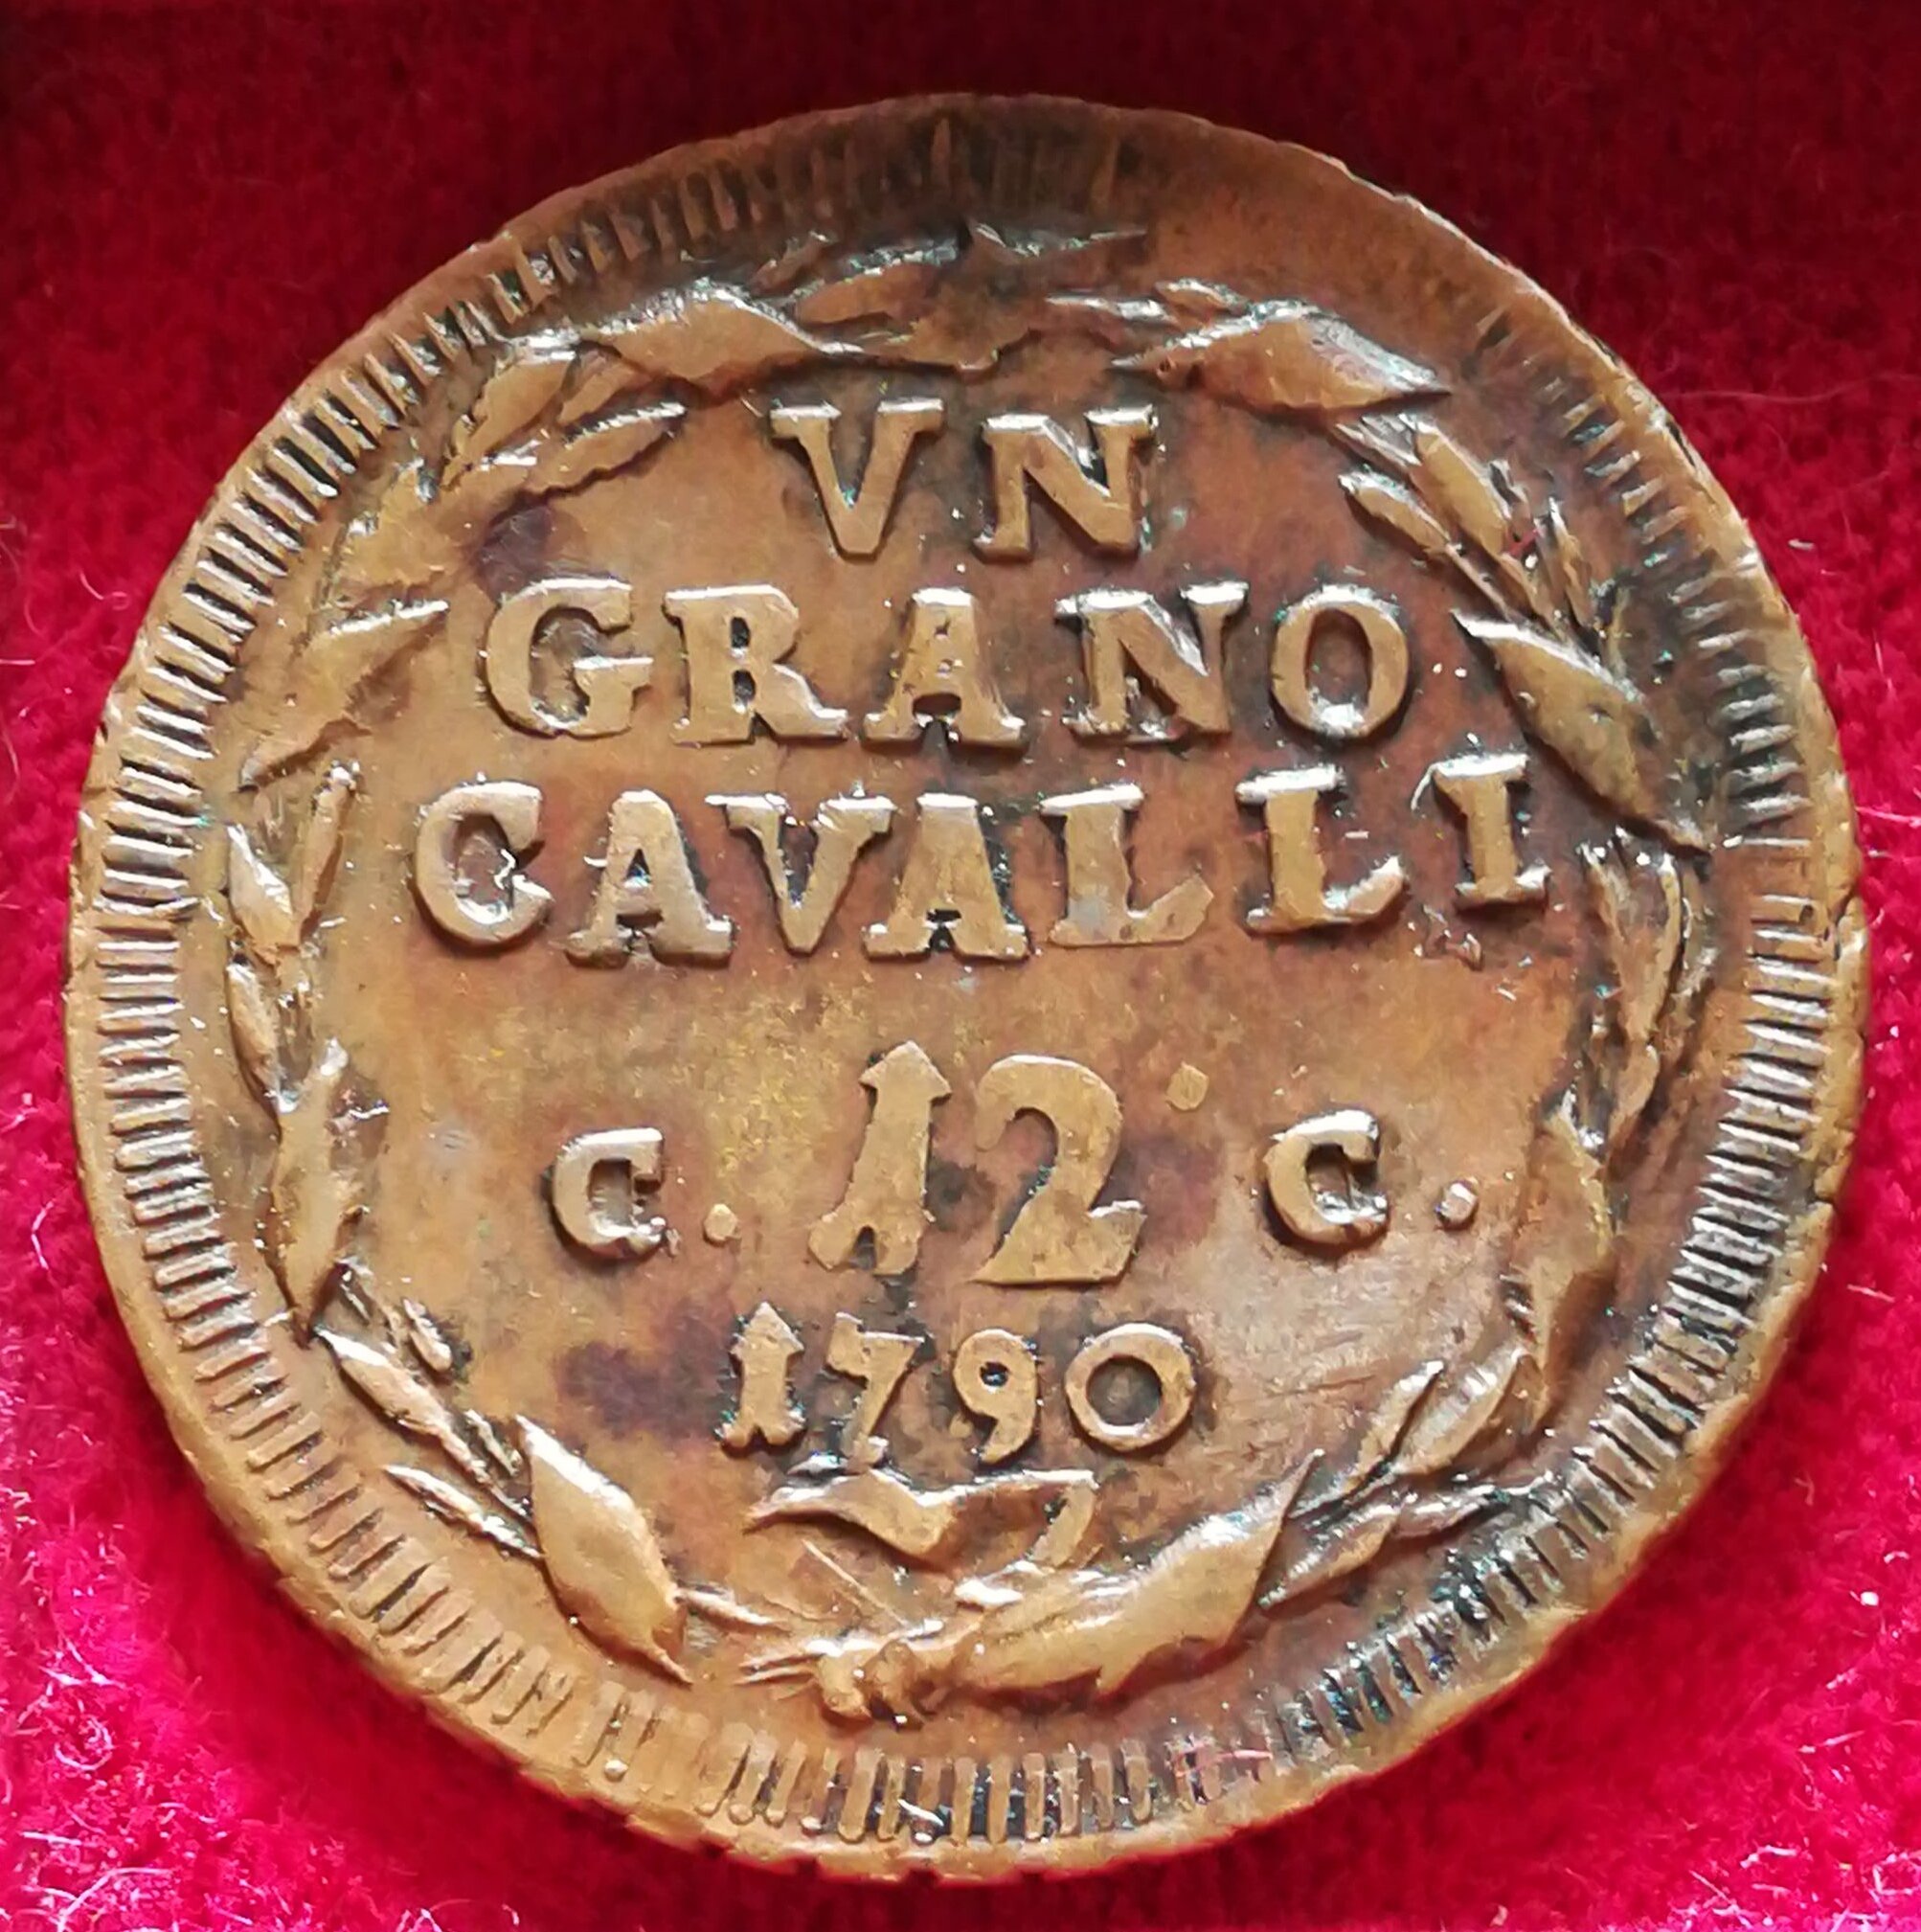 VN
GRANO
CAVALLI
C. 12. C.
1790